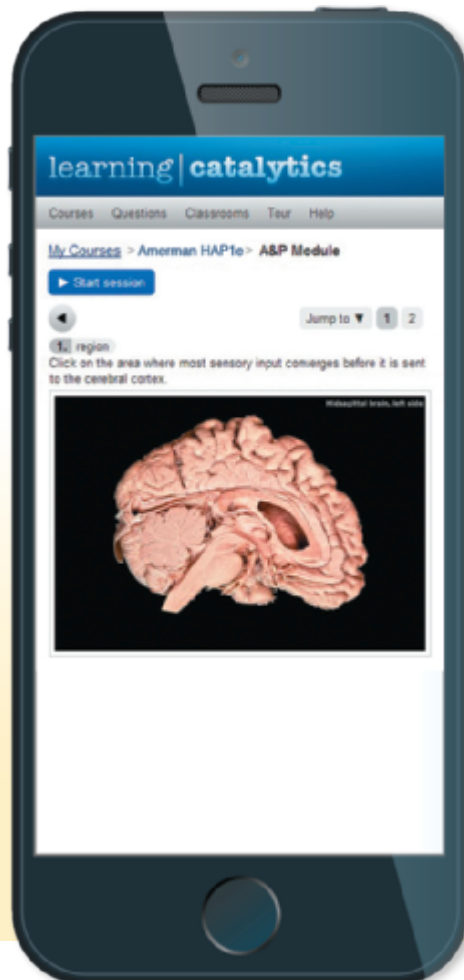 learning | catalytics
Courses Questions Classrooms Tour Help
My Courses > Amerman HAP1e > A&P Module
► Start session
◄
Jump to ▼ 1 2
1. region
Click on the area where most sensory input converges before it is sent
to the cerebral cortex.
Midsagittal brain, left side